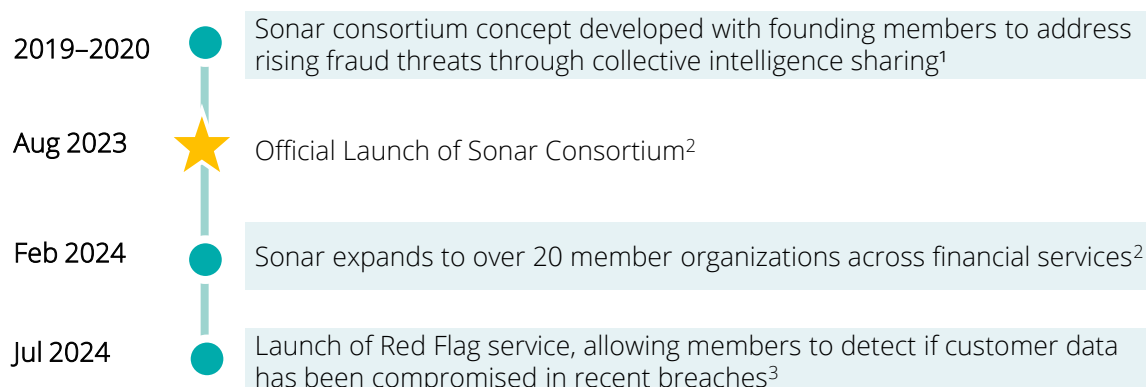 2019–2020
Sonar consortium concept developed with founding members to address
rising fraud threats through collective intelligence sharing¹
Aug 2023
Official Launch of Sonar Consortium²
Feb 2024
Sonar expands to over 20 member organizations across financial services²
Jul 2024
Launch of Red Flag service, allowing members to detect if customer data
has been compromised in recent breaches³